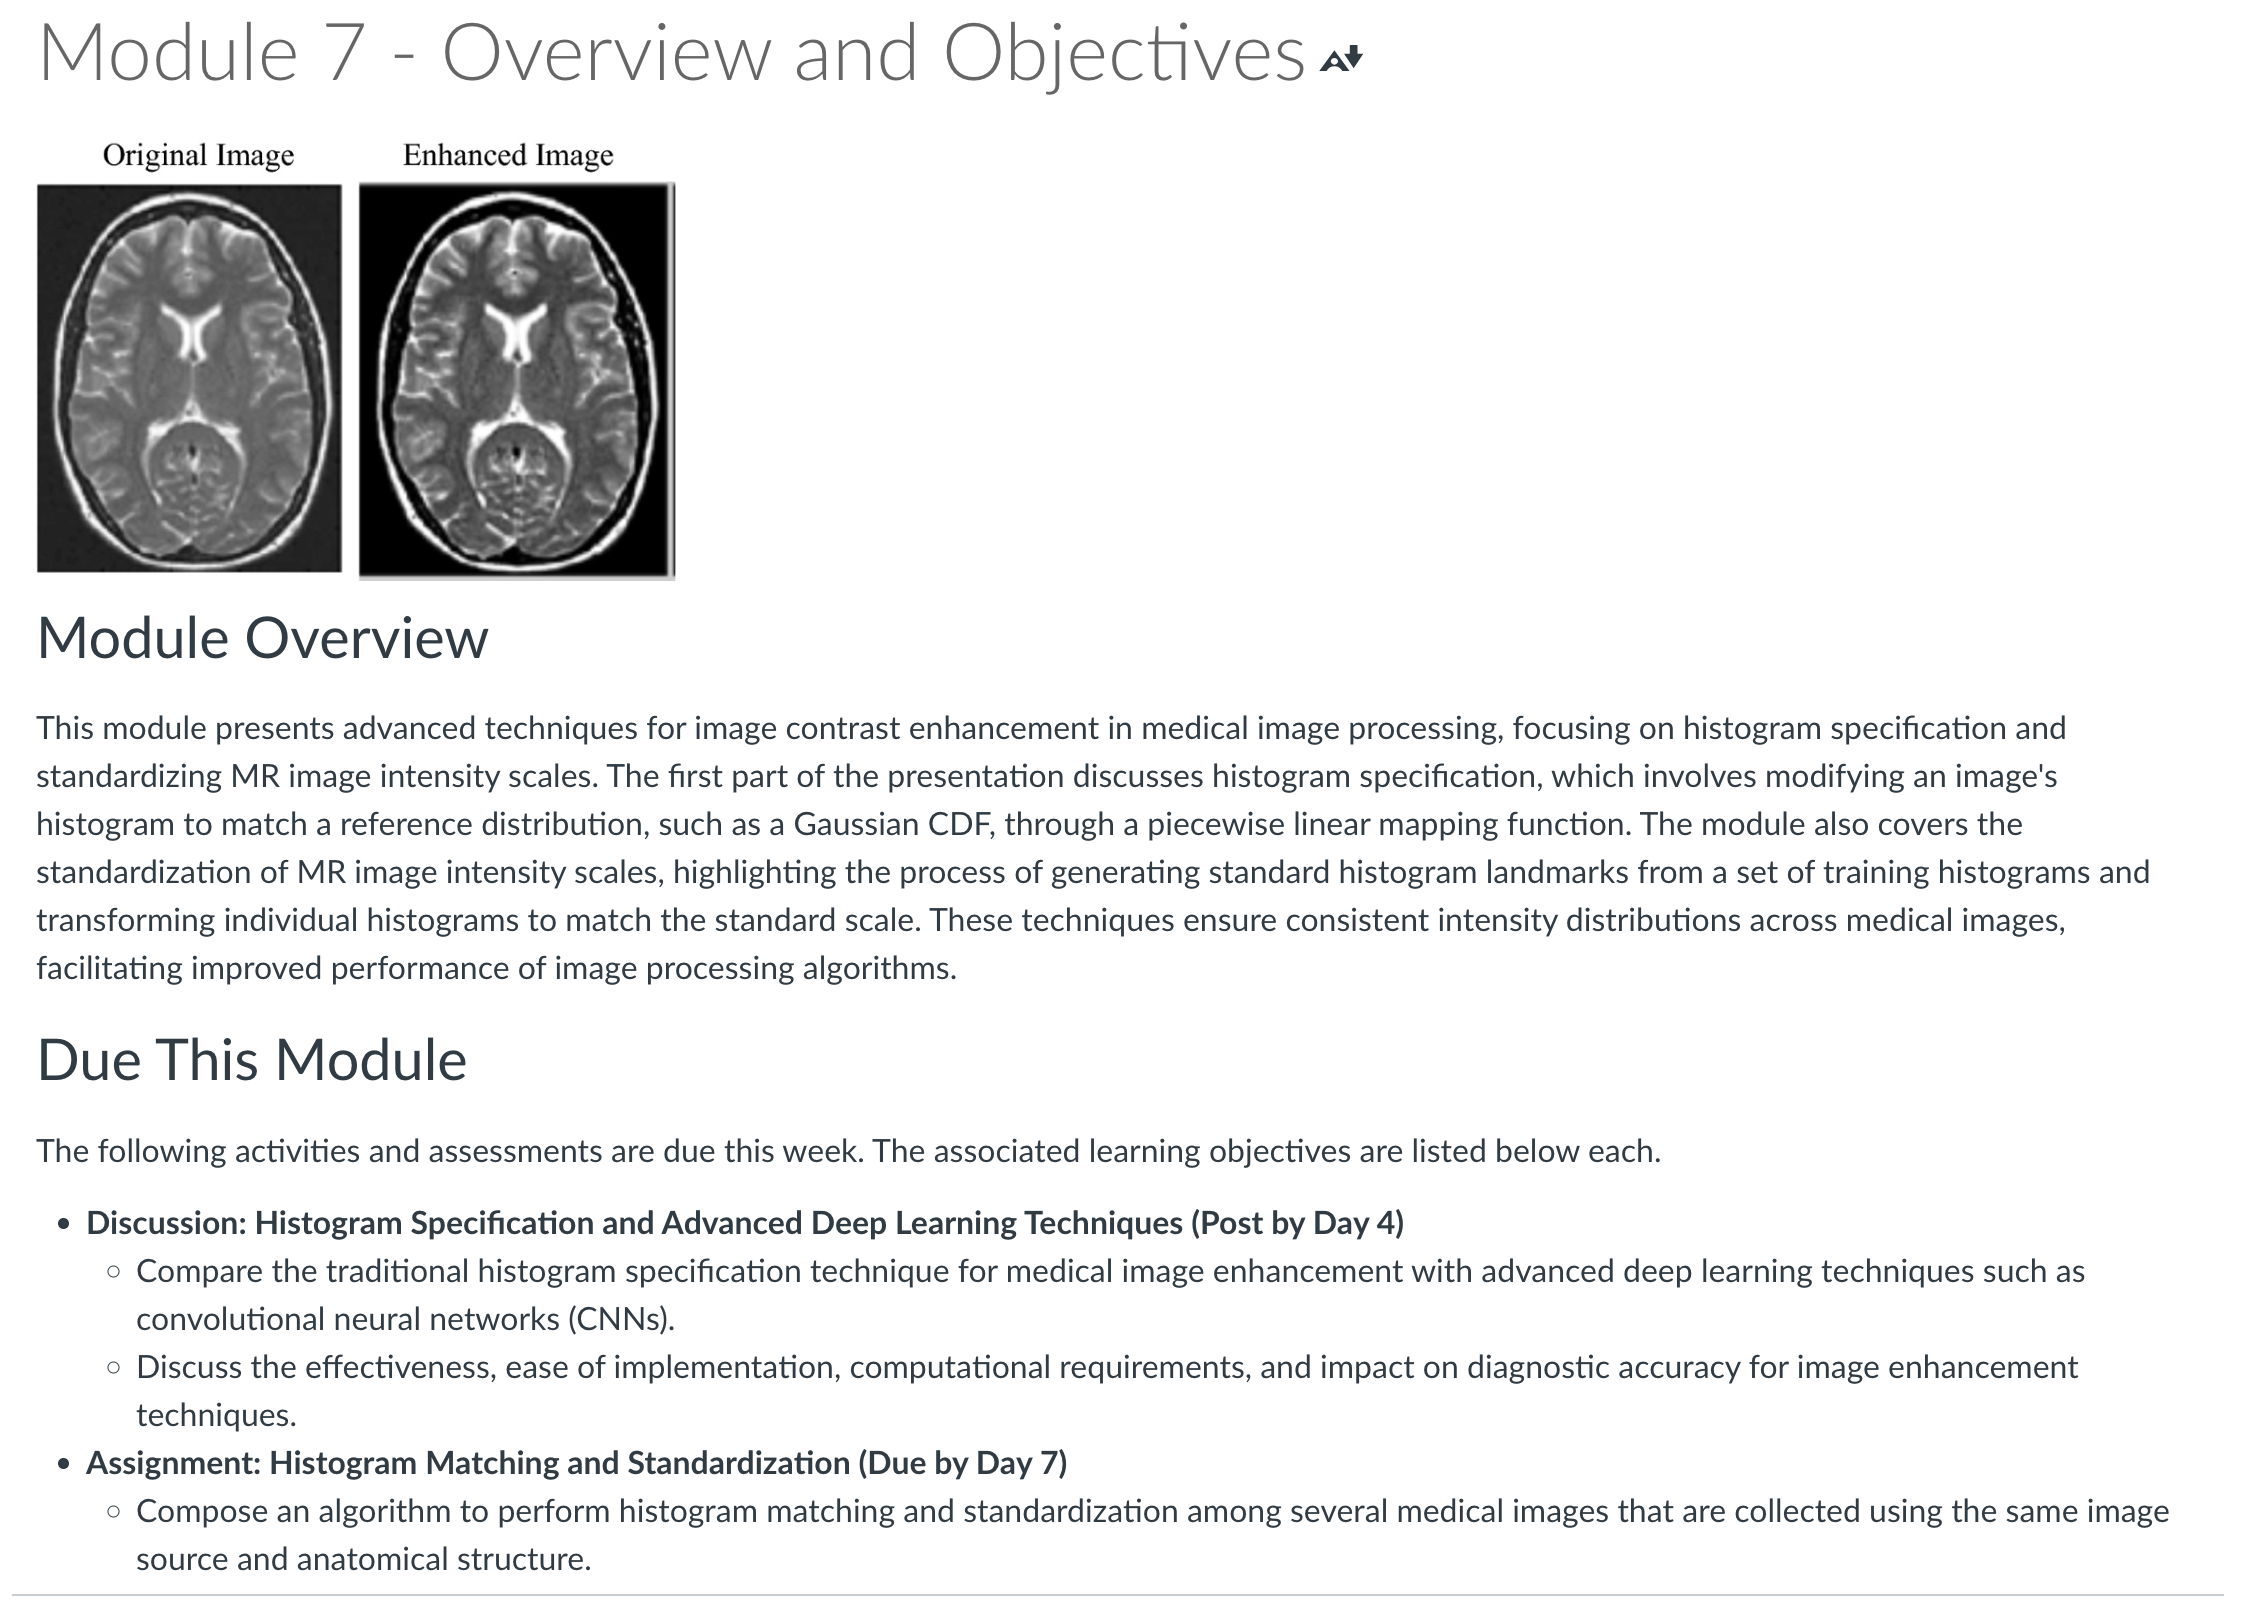 Module 7 - Overview and Objectives
Original Image
Enhanced Image
Module Overview
This module presents advanced techniques for image contrast enhancement in medical image processing, focusing on histogram specification and
standardizing MR image intensity scales. The first part of the presentation discusses histogram specification, which involves modifying an image's
histogram to match a reference distribution, such as a Gaussian CDF, through a piecewise linear mapping function. The module also covers the
standardization of MR image intensity scales, highlighting the process of generating standard histogram landmarks from a set of training histograms and
transforming individual histograms to match the standard scale. These techniques ensure consistent intensity distributions across medical images,
facilitating improved performance of image processing algorithms.
Due This Module
The following activities and assessments are due this week. The associated learning objectives are listed below each.
• Discussion: Histogram Specification and Advanced Deep Learning Techniques (Post by Day 4)
◦ Compare the traditional histogram specification technique for medical image enhancement with advanced deep learning techniques such as
convolutional neural networks (CNNs).
◦ Discuss the effectiveness, ease of implementation, computational requirements, and impact on diagnostic accuracy for image enhancement
techniques.
• Assignment: Histogram Matching and Standardization (Due by Day 7)
◦ Compose an algorithm to perform histogram matching and standardization among several medical images that are collected using the same image
source and anatomical structure.